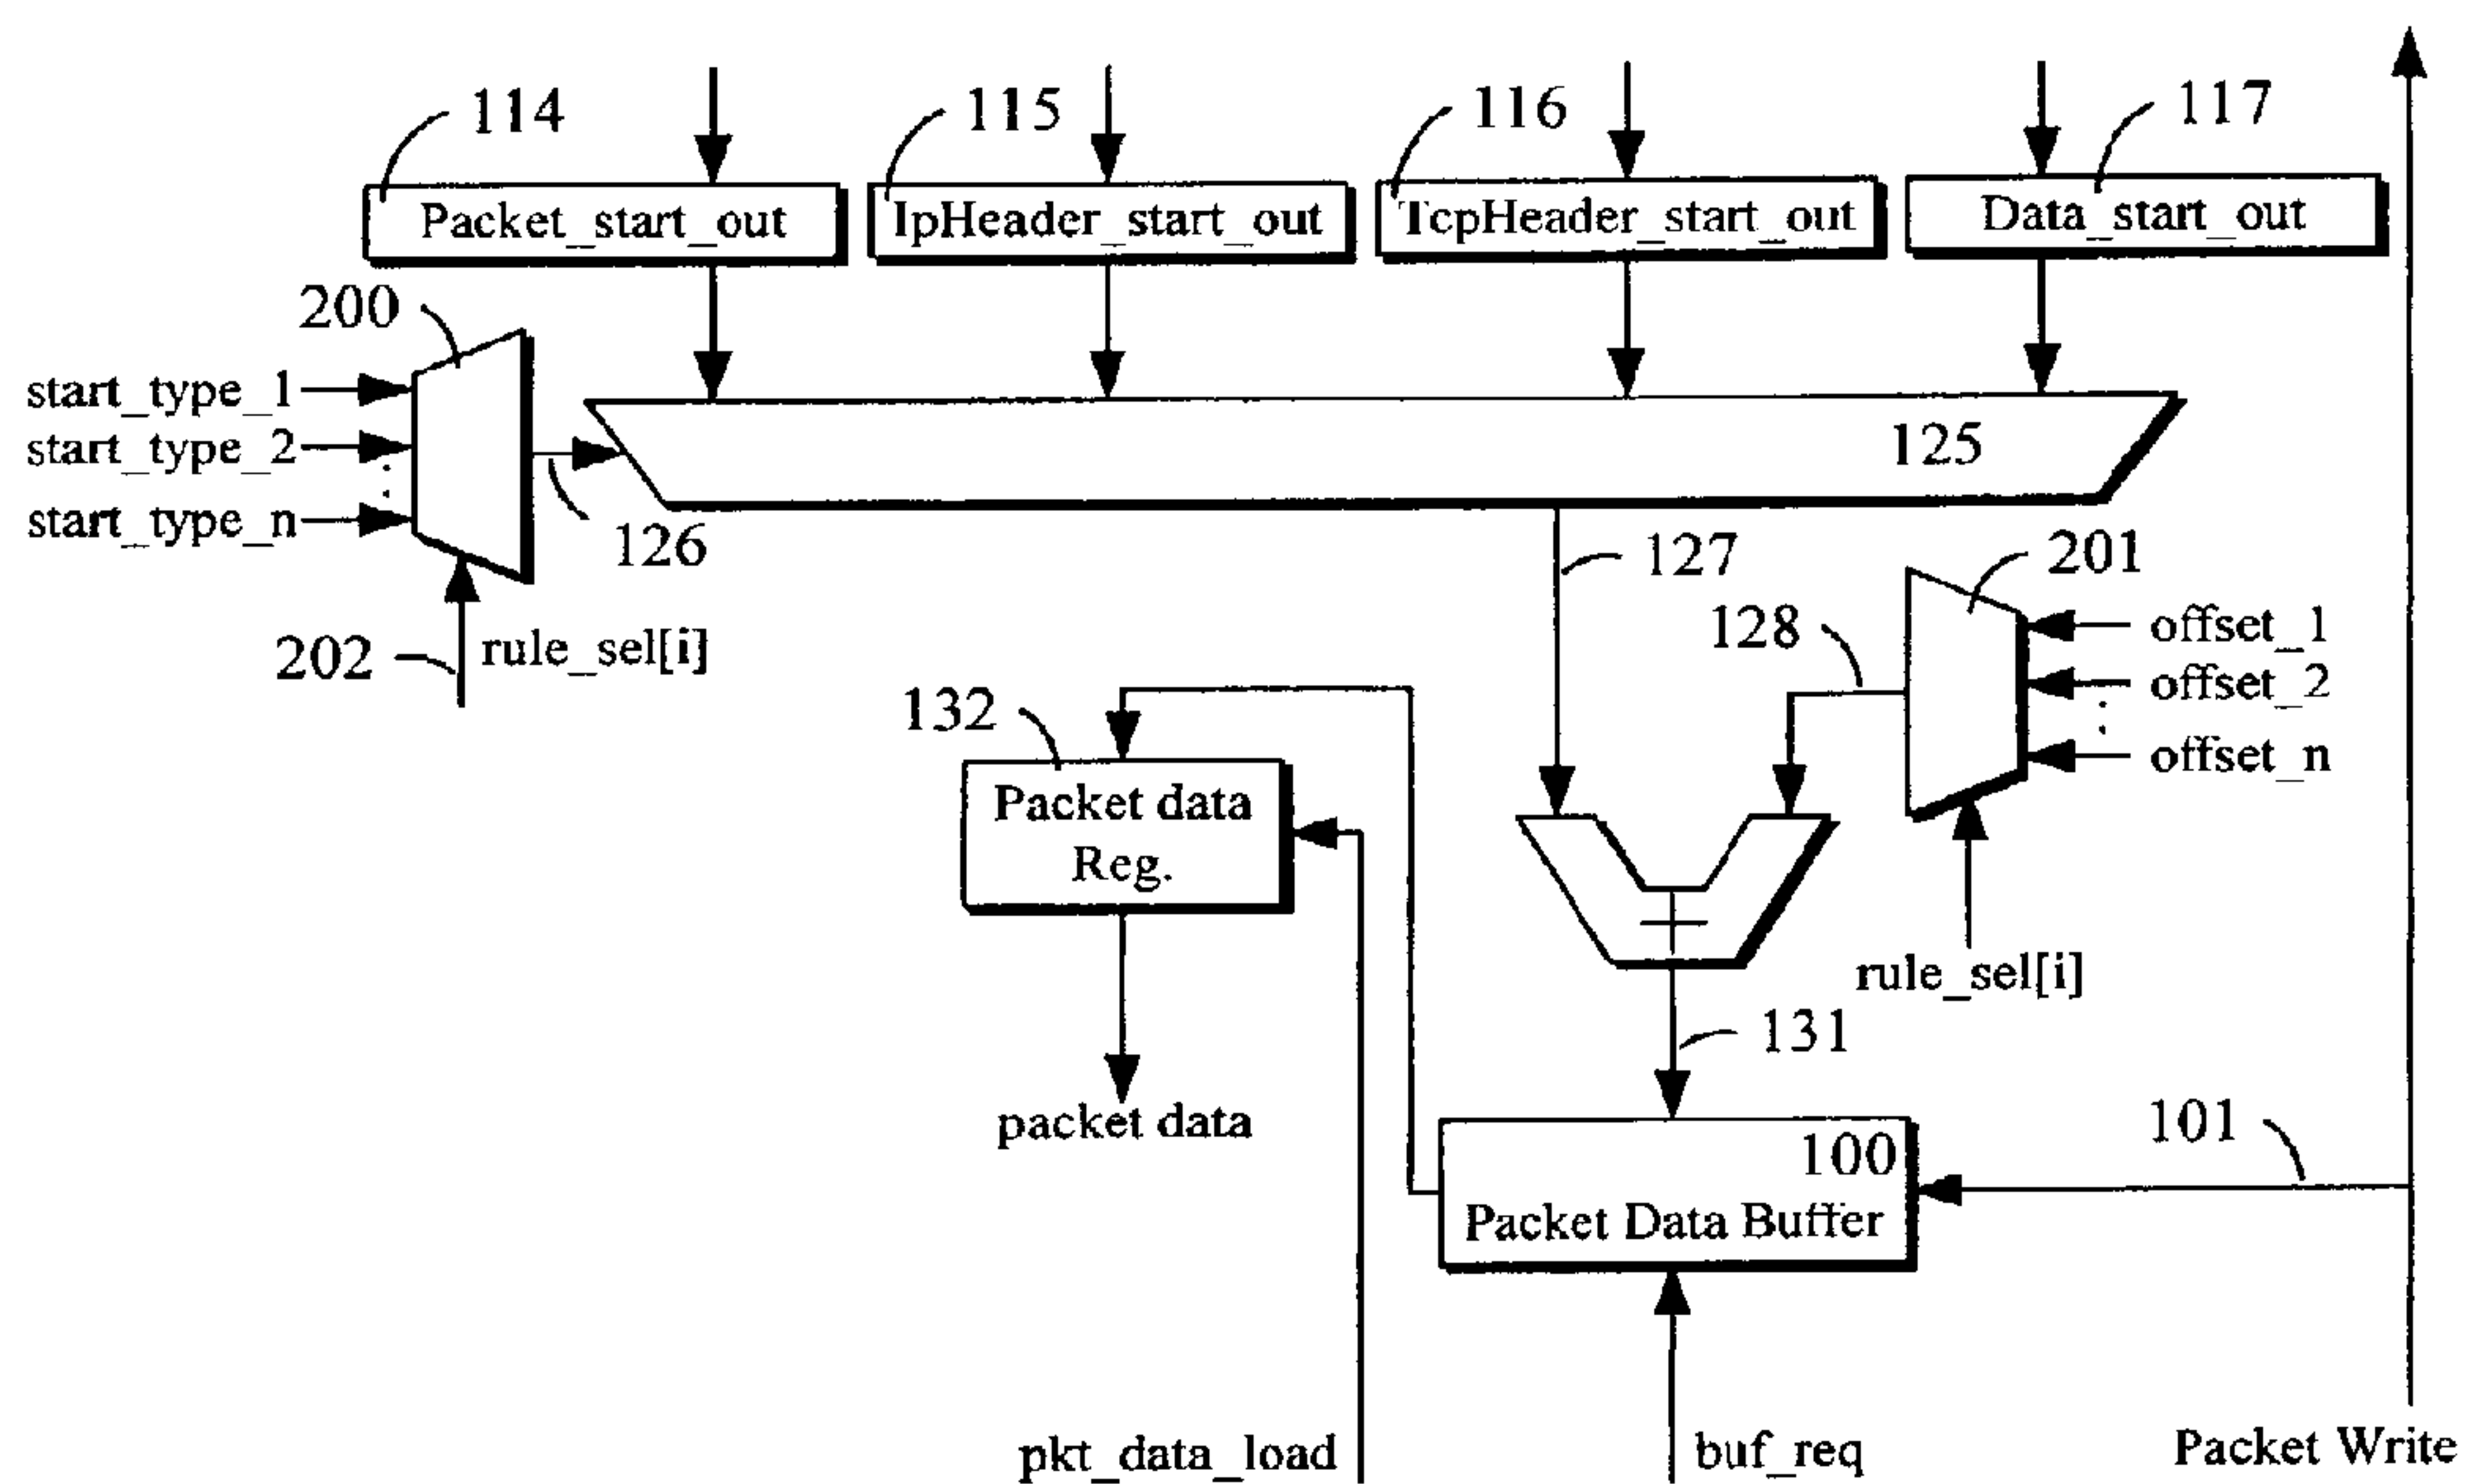 114
115
116
117
Packet_start_out
IpHeader_start_out
TcpHeader_start_out
Data_start_out
200
start_type_1
start_type_2
start_type_n
125
126
127
201
202
rule_sel[i]
128
offset_1
offset_2
offset_n
132
Packet data
Reg.
+
rule_sel[i]
131
packet data
100
Packet Data Buffer
101
pkt_data_load
buf_req
Packet Write